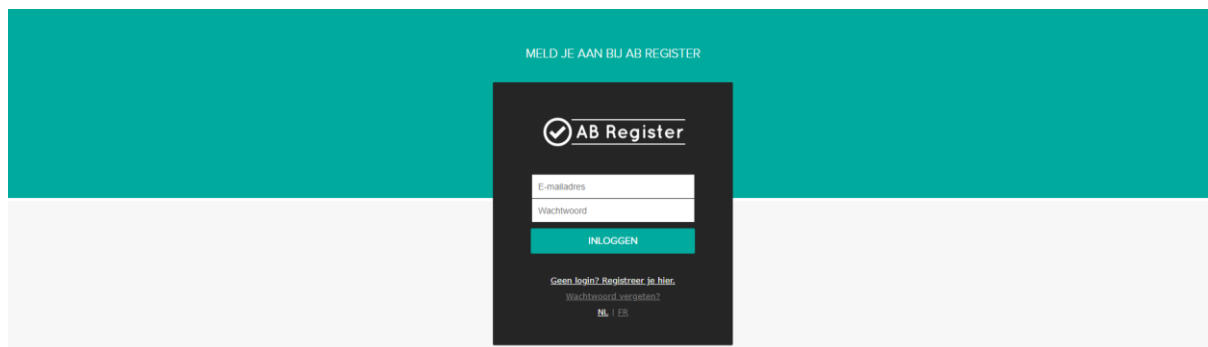 MELD JE AAN BIJ AB REGISTER
AB Register
E-mailadres
Wachtwoord
INLOGGEN
Geen login? Registreer je hier.
Wachtwoord vergeten?
NL | FR